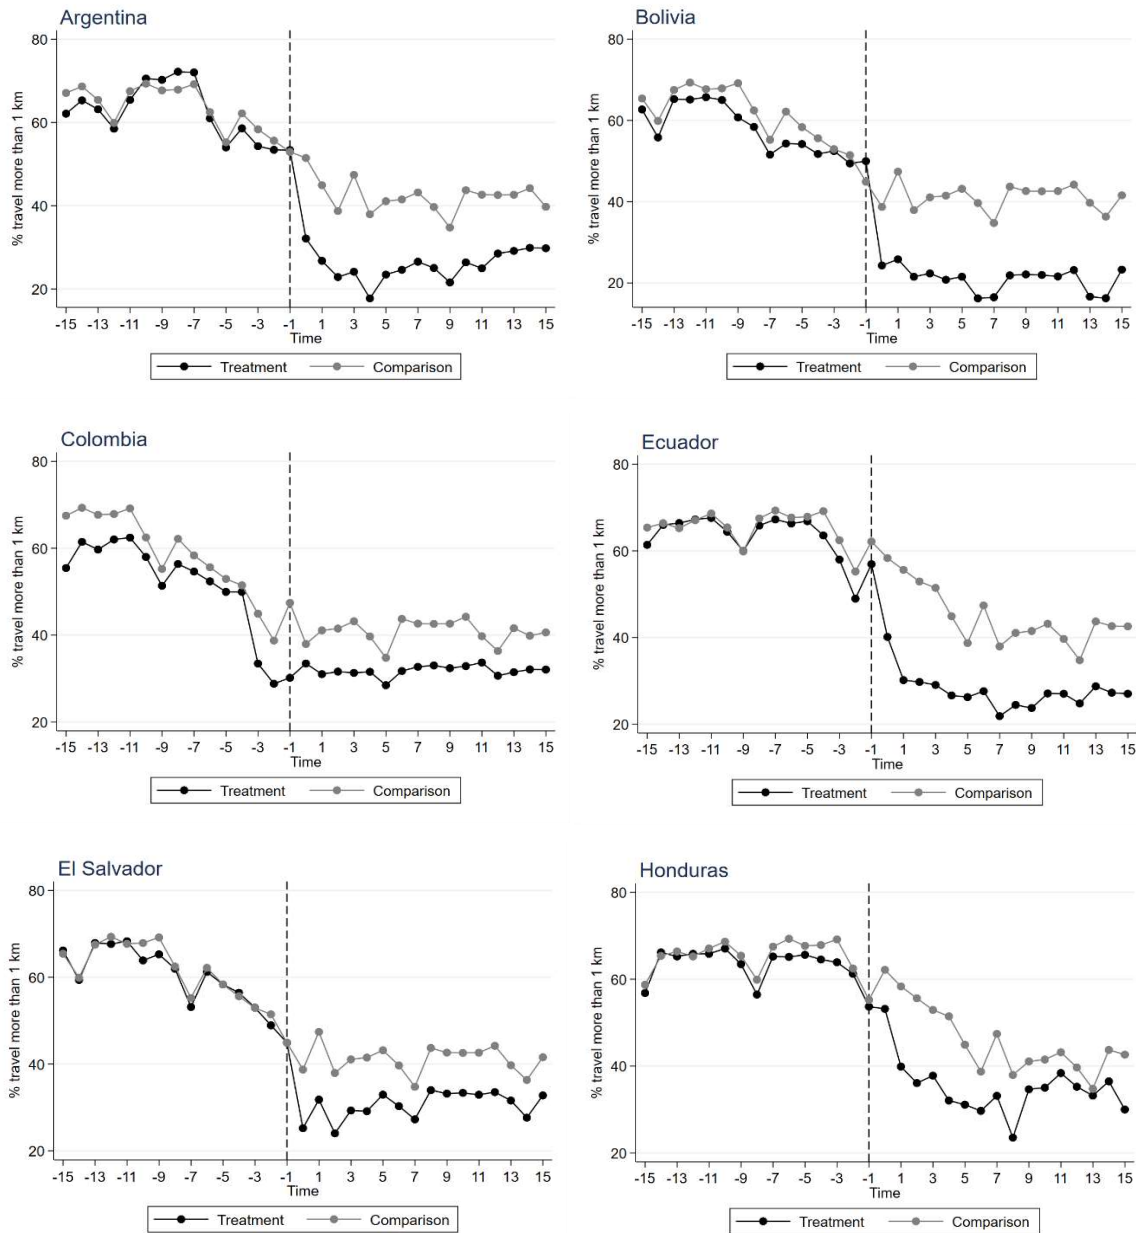 Argentina
80
60
40
20
% travel more than 1 km
-15 -13 -11 -9 -7 -5 -3 -1 1 3 5 7 9 11 13 15
Time
Treatment Comparison
Bolivia
80
60
40
20
% travel more than 1 km
-15 -13 -11 -9 -7 -5 -3 -1 1 3 5 7 9 11 13 15
Time
Treatment Comparison
Colombia
80
60
40
20
% travel more than 1 km
-15 -13 -11 -9 -7 -5 -3 -1 1 3 5 7 9 11 13 15
Time
Treatment Comparison
Ecuador
80
60
40
20
% travel more than 1 km
-15 -13 -11 -9 -7 -5 -3 -1 1 3 5 7 9 11 13 15
Time
Treatment Comparison
El Salvador
80
60
40
20
% travel more than 1 km
-15 -13 -11 -9 -7 -5 -3 -1 1 3 5 7 9 11 13 15
Time
Treatment Comparison
Honduras
80
60
40
20
% travel more than 1 km
-15 -13 -11 -9 -7 -5 -3 -1 1 3 5 7 9 11 13 15
Time
Treatment Comparison